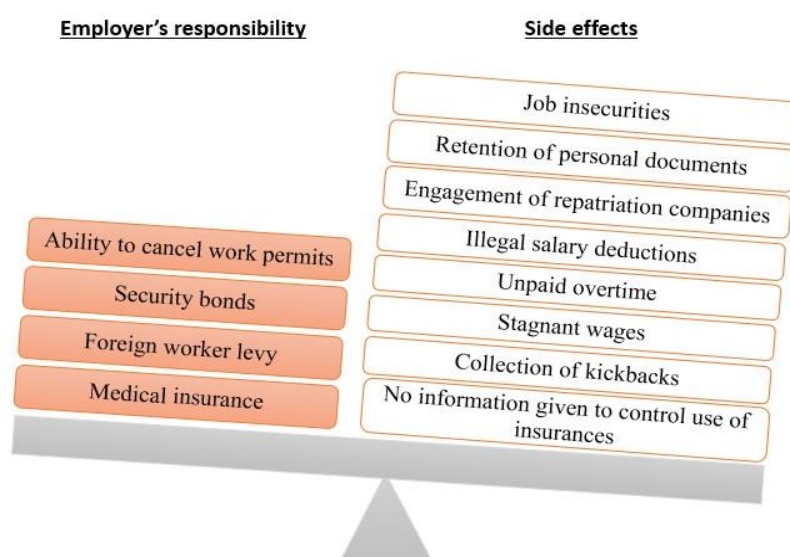 Employer's responsibility
Ability to cancel work permits
Security bonds
Foreign worker levy
Medical insurance
Side effects
Job insecurities
Retention of personal documents
Engagement of repatriation companies
Illegal salary deductions
Unpaid overtime
Stagnant wages
Collection of kickbacks
No information given to control use of
insurances